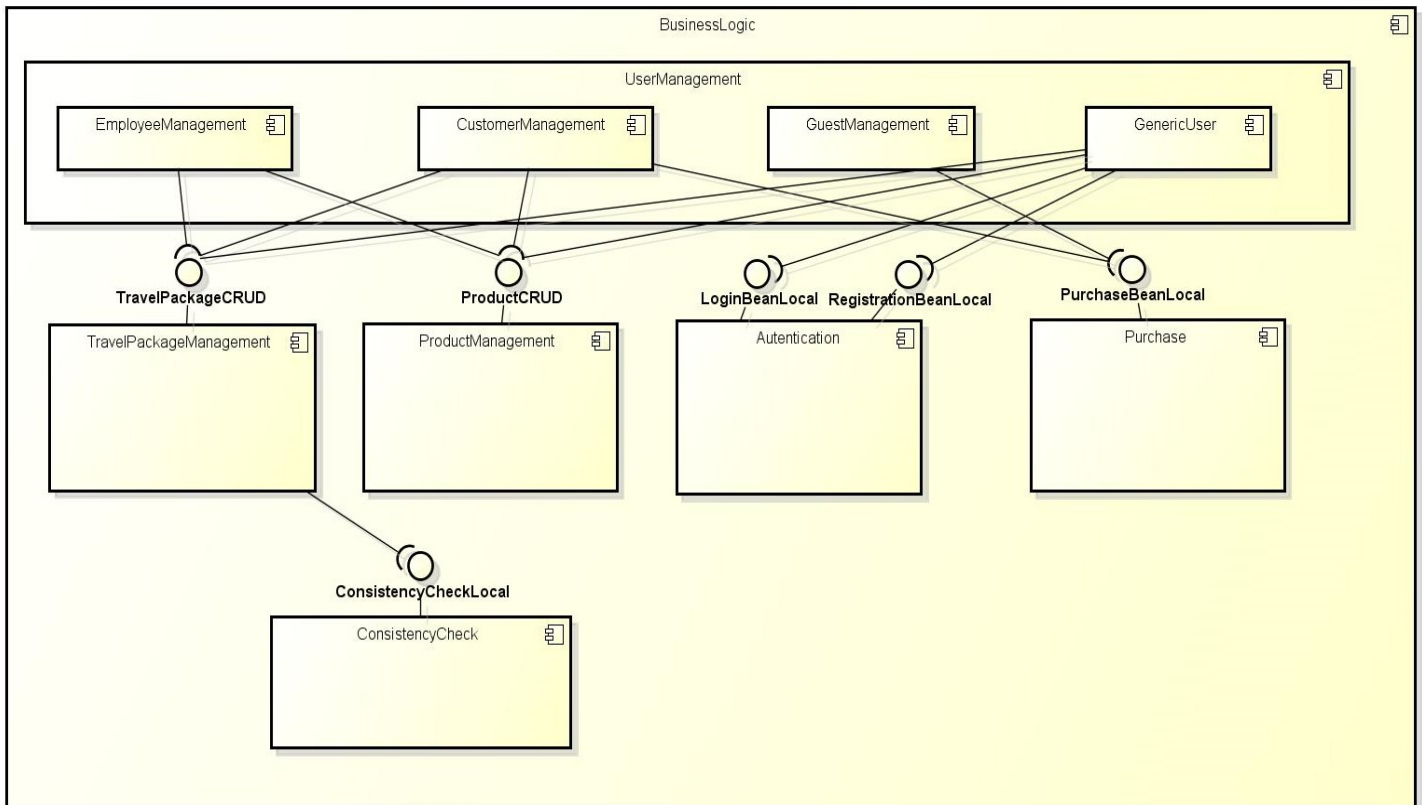 BusinessLogic
UserManagement
EmployeeManagement
CustomerManagement
GuestManagement
GenericUser
TravelPackageCRUD
ProductCRUD
LoginBeanLocal
RegistrationBeanLocal
PurchaseBeanLocal
TravelPackageManagement
ProductManagement
Autentication
Purchase
ConsistencyCheckLocal
ConsistencyCheck